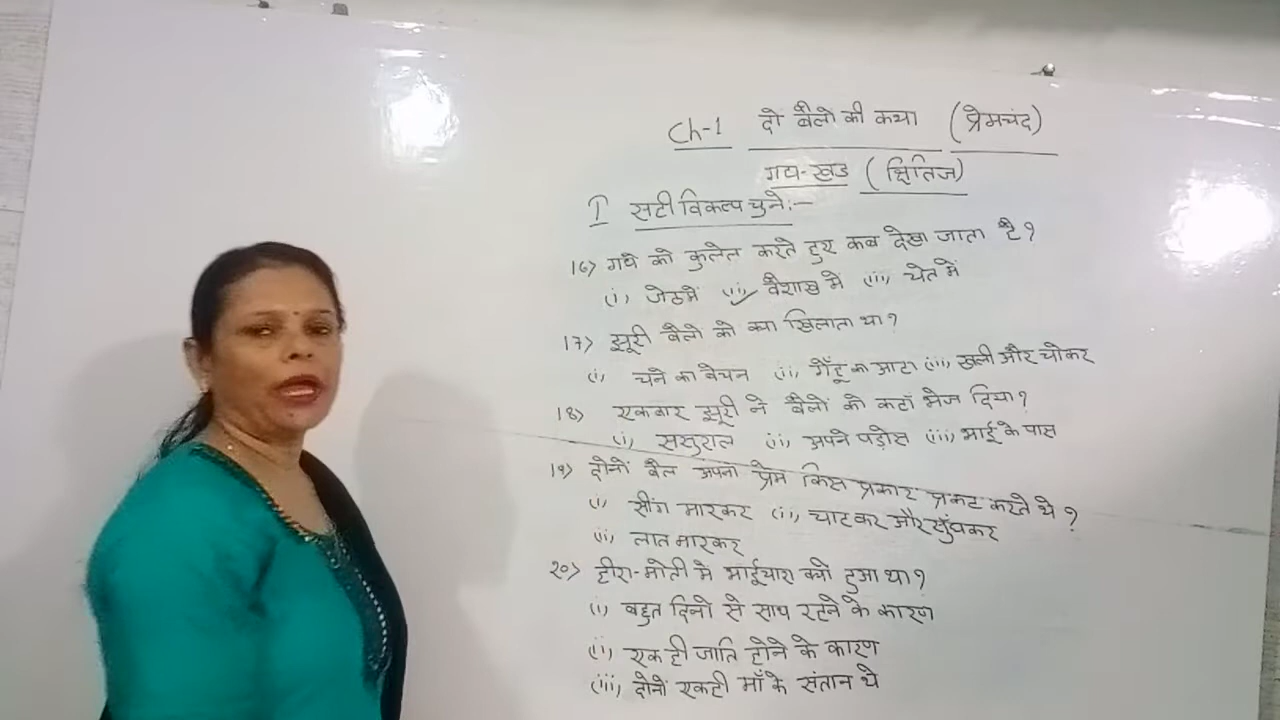 Ch-1 दो बैलों की कथा (प्रेमचंद)
गद्य-खंड (क्षितिज)
I सही विकल्प चुने:-
16) गधे को कुलेल करते हुए कब देखा जाता है?
(i) जेठ में (ii) वैशाख में (iii) चेत में
17) झूरी बैलों को क्या खिलाता था?
(i) चने का बेचन (ii) गेँहू का आटा (iii) खली और चोकर
18) एकबार झूरी ने बैलों को कहाँ भेज दिया?
(i) ससुराल (ii) अपने पड़ोस (iii) भाई के पास
19) दोनों बैल अपना प्रेम किस प्रकार प्रकट करते थे?
(i) सींग मारकर (ii) चाटकर और सुँघकर
(iii) लात मारकर
20) हीरा-मोती में भाईचारा क्यों हुआ था?
(i) बहुत दिनों से साथ रहने के कारण
(ii) एक ही जाति होने के कारण
(iii) दोनों एकही माँ के संतान थे